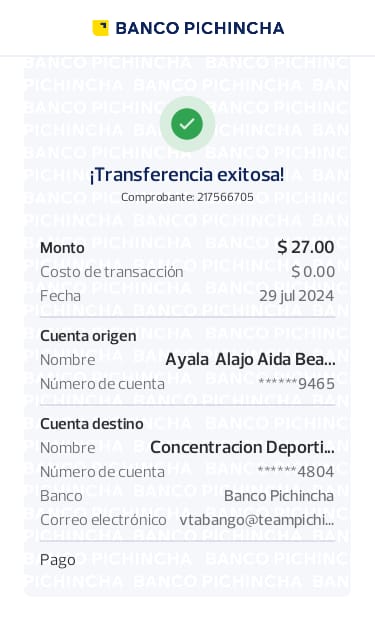 BANCO PICHINCHA
¡Transferencia exitosa!
Comprobante: 217566705
Monto $ 27.00
Costo de transacción $ 0.00
Fecha 29 jul 2024
Cuenta origen
Nombre Ayala Alajo Aida Bea...
Número de cuenta ******9465
Cuenta destino
Nombre Concentracion Deporti...
Número de cuenta ******4804
Banco Banco Pichincha
Correo electrónico vtabango@teampichi...
Pago